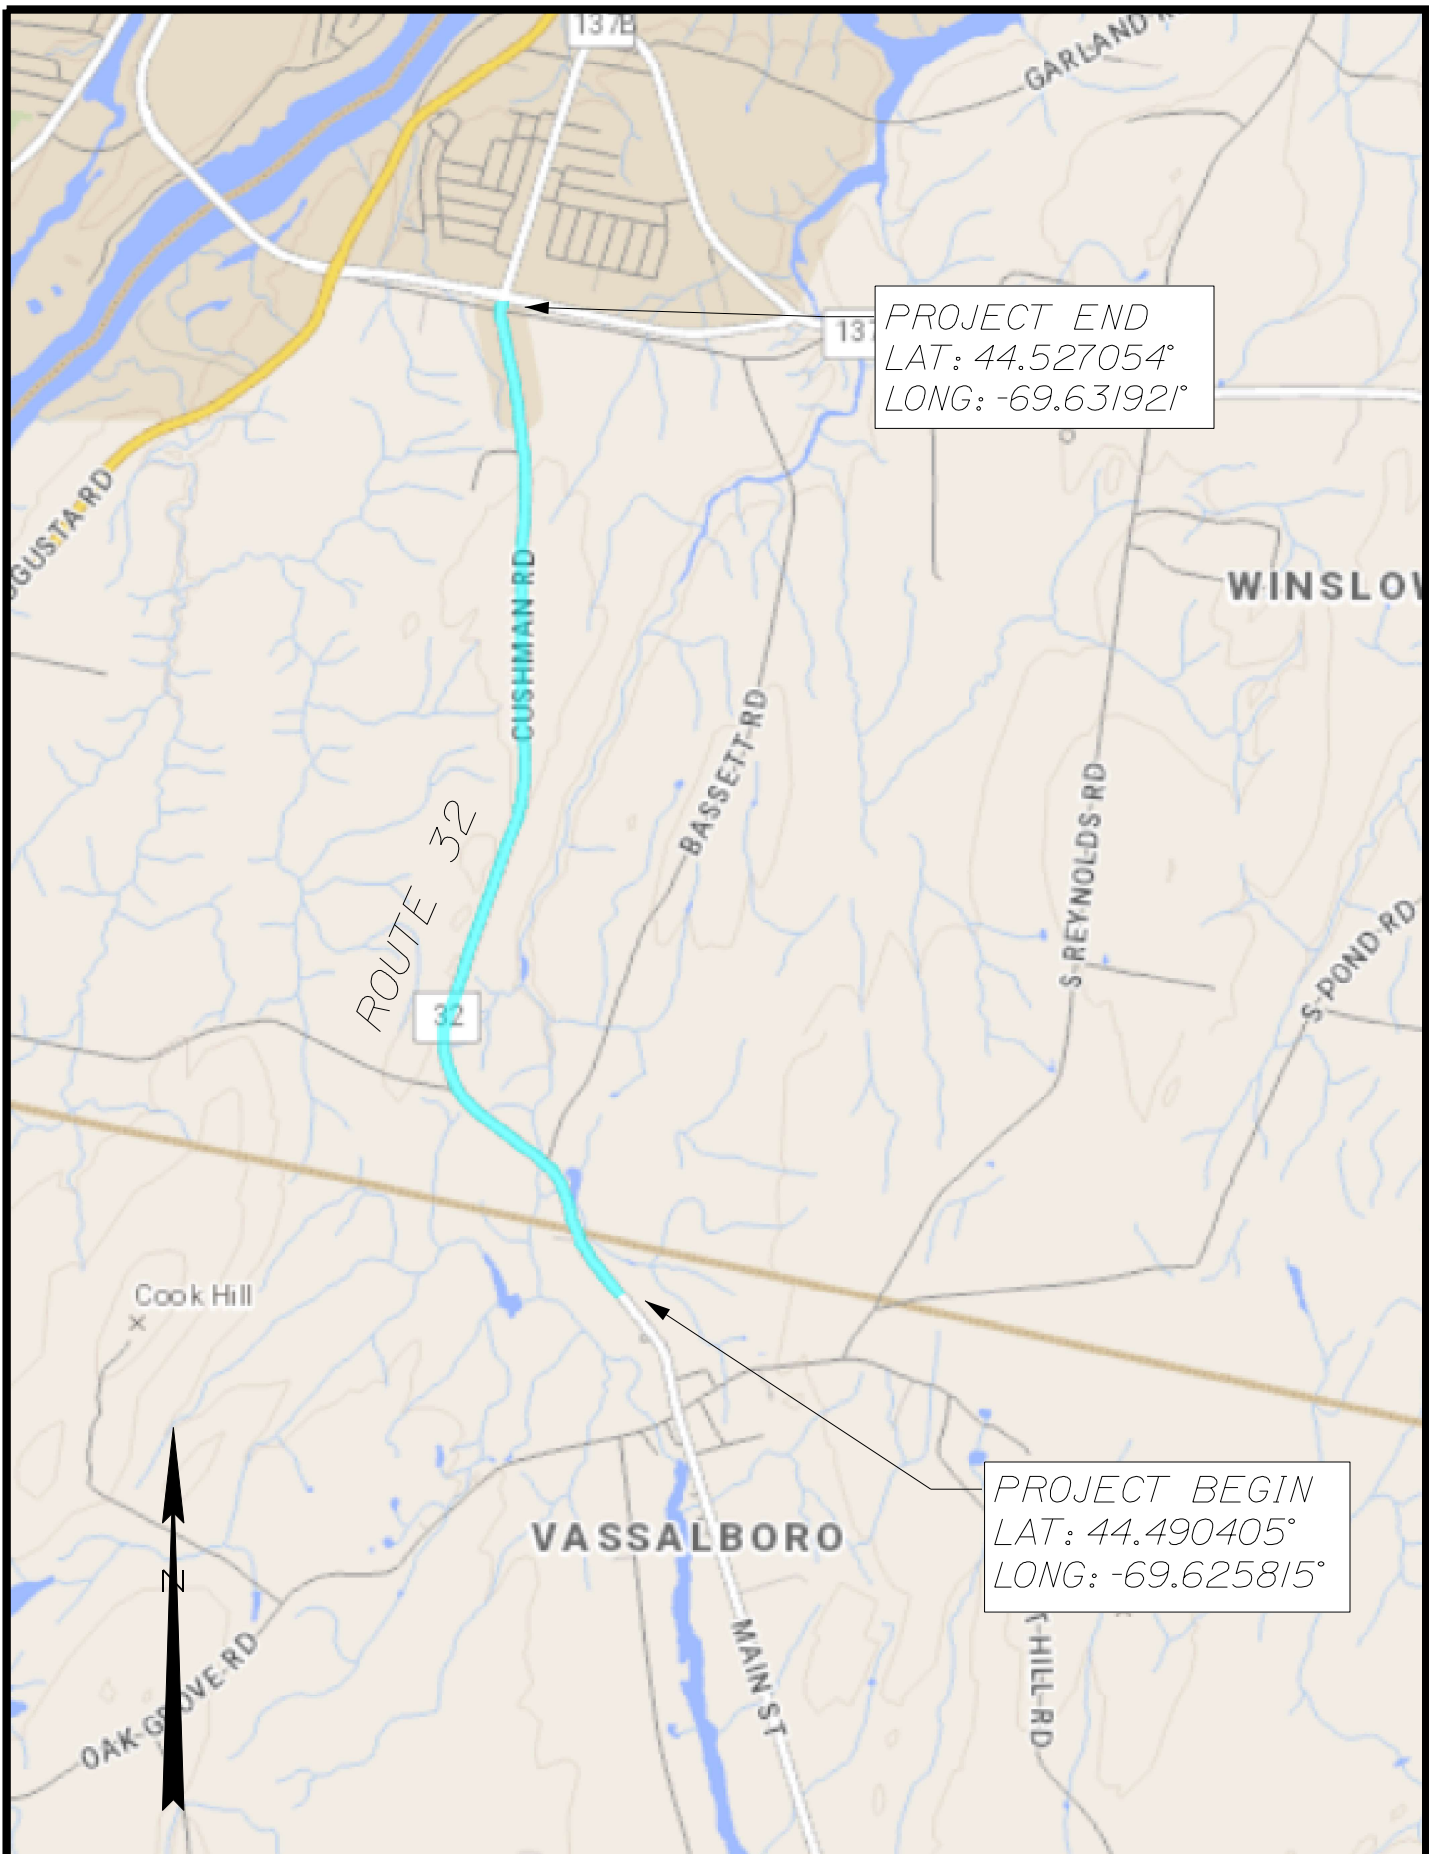 137B
GARLAND
PROJECT END
LAT: 44.527054°
LONG: -69.631921°
137
UGUSTA RD
CUSHMAN RD
WINSLOW
BASSETT RD
S REYNOLDS RD
ROUTE 32
S POND RD
32
Cook Hill
PROJECT BEGIN
LAT: 44.490405°
LONG: -69.625815°
VASSALBORO
N
MAIN ST
T HILL RD
OAK GROVE RD